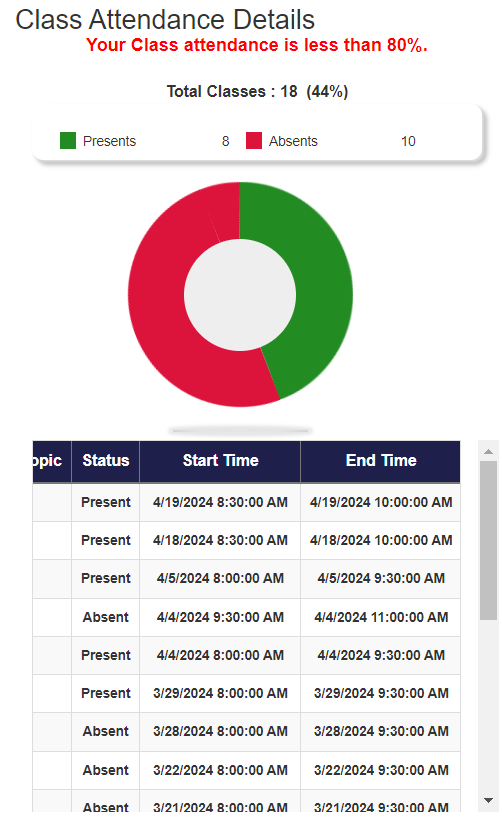 Class Attendance Details
Your Class attendance is less than 80%.
Total Classes : 18 (44%)
Presents 8 Absents 10
opic Status Start Time End Time
Present 4/19/2024 8:30:00 AM 4/19/2024 10:00:00 AM
Present 4/18/2024 8:30:00 AM 4/18/2024 10:00:00 AM
Present 4/5/2024 8:00:00 AM 4/5/2024 9:30:00 AM
Absent 4/4/2024 9:30:00 AM 4/4/2024 11:00:00 AM
Present 4/4/2024 8:00:00 AM 4/4/2024 9:30:00 AM
Present 3/29/2024 8:00:00 AM 3/29/2024 9:30:00 AM
Absent 3/28/2024 8:00:00 AM 3/28/2024 9:30:00 AM
Absent 3/22/2024 8:00:00 AM 3/22/2024 9:30:00 AM
Absent 3/21/2024 8:00:00 AM 3/21/2024 9:30:00 AM